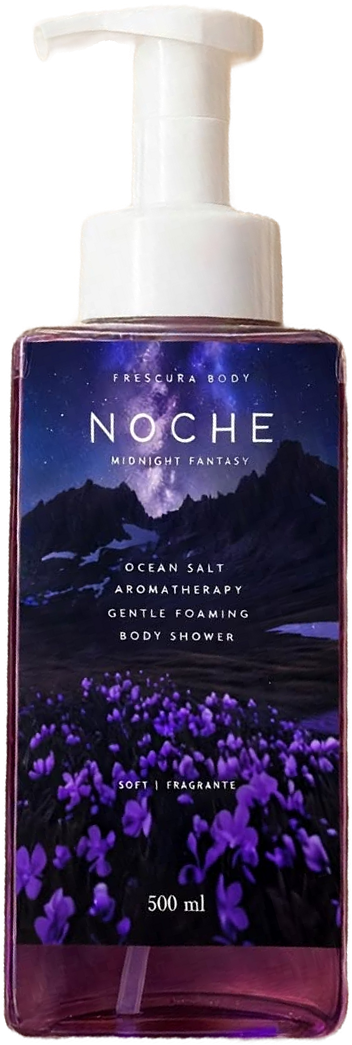 FRESCURA BODY
NOCHE
MIDNIGHT FANTASY
OCEAN SALT
AROMATHERAPY
GENTLE FOAMING
BODY SHOWER
SOFT | FRAGRANTE
500 ml